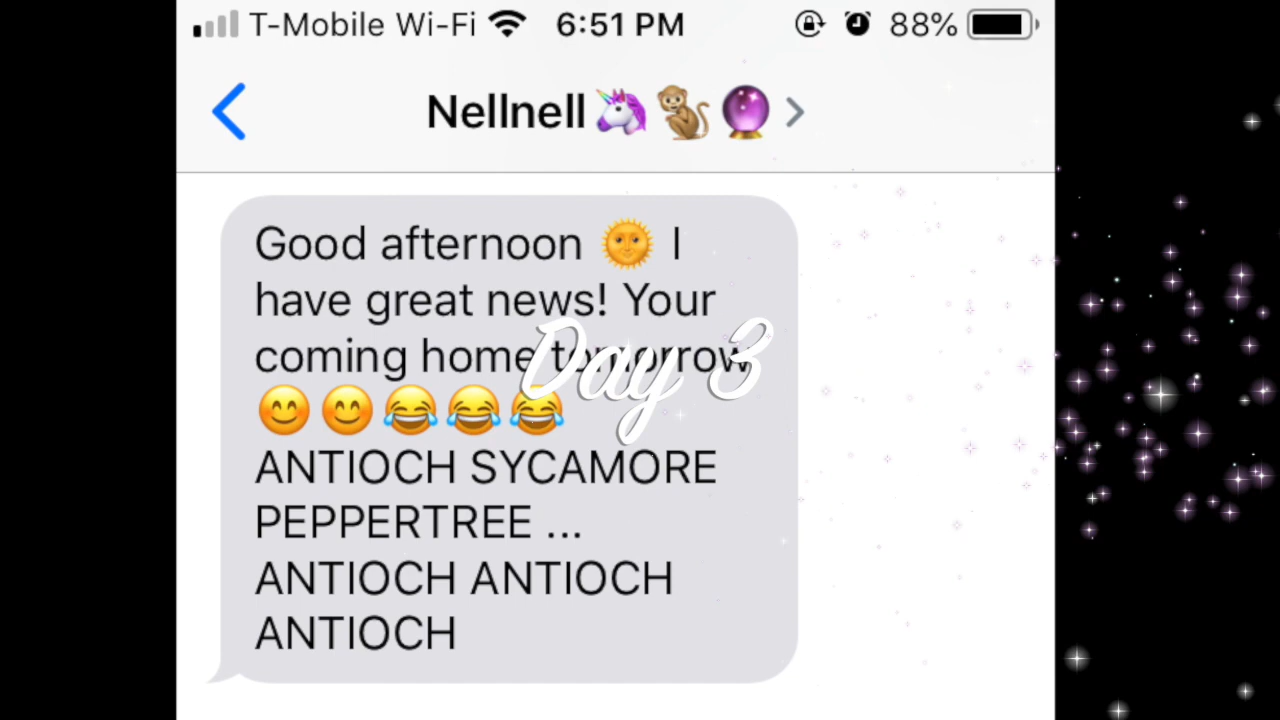 T-Mobile Wi-Fi 6:51 PM 88%
Nellnell🦄🐒🔮
Good afternoon 🌞 I
have great news! Your
coming home tomorrow
😊😊😂😂😂
Day 3
ANTIOCH SYCAMORE
PEPPERTREE ...
ANTIOCH ANTIOCH
ANTIOCH